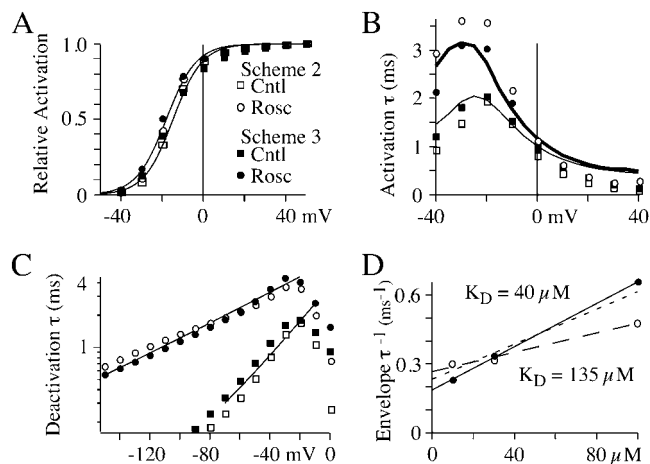 A
Relative Activation
1.0
0.5
0
Scheme 2
□ Cntl
○ Rosc
Scheme 3
■ Cntl
● Rosc
-40
0
mV
40
B
Activation τ (ms)
3
2
1
0
-40
-20
0 mV
20
40
C
Deactivation τ (ms)
4
1
-120
-80
-40 mV
0
D
Envelope τ⁻¹ (ms⁻¹)
0.6
0.3
0
K_D = 40 μM
K_D = 135 μM
0
40
80 μM